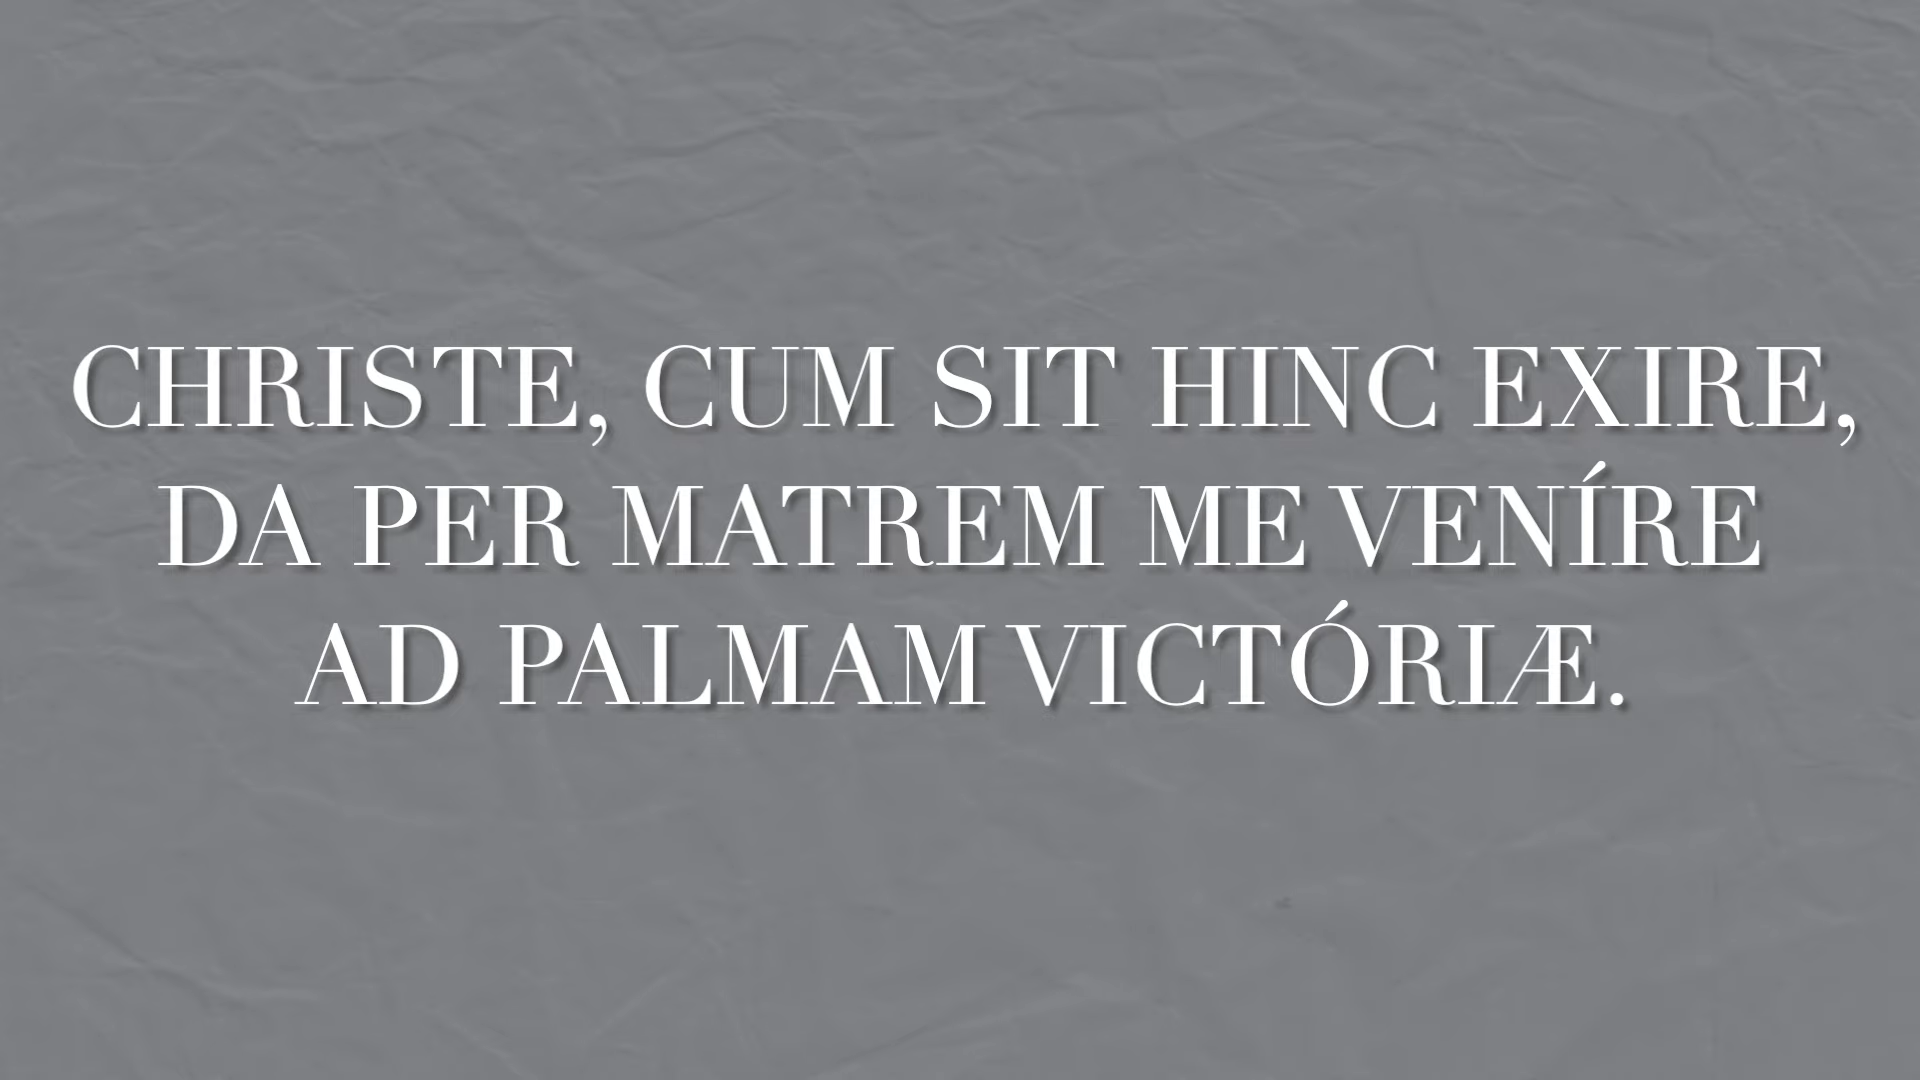 CHRISTE, CUM SIT HINC EXIRE,
DA PER MATREM ME VENÍRE
AD PALMAM VICTÓRIÆ.